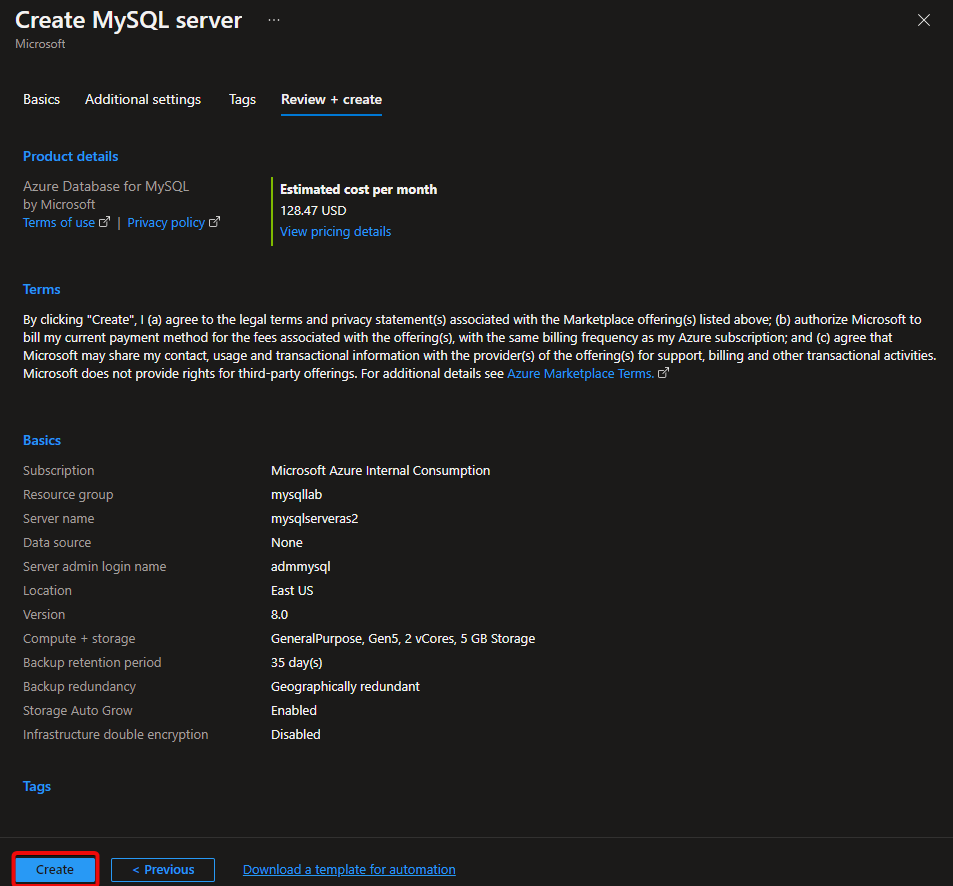 Create MySQL server ...
Microsoft
Basics Additional settings Tags Review + create
Product details
Azure Database for MySQL
by Microsoft
Terms of use | Privacy policy
Estimated cost per month
128.47 USD
View pricing details
Terms
By clicking "Create", I (a) agree to the legal terms and privacy statement(s) associated with the Marketplace offering(s) listed above; (b) authorize Microsoft to
bill my current payment method for the fees associated with the offering(s), with the same billing frequency as my Azure subscription; and (c) agree that
Microsoft may share my contact, usage and transactional information with the provider(s) of the offering(s) for support, billing and other transactional activities.
Microsoft does not provide rights for third-party offerings. For additional details see Azure Marketplace Terms.
Basics
Subscription Microsoft Azure Internal Consumption
Resource group mysqllab
Server name mysqlserveras2
Data source None
Server admin login name admmysql
Location East US
Version 8.0
Compute + storage GeneralPurpose, Gen5, 2 vCores, 5 GB Storage
Backup retention period 35 day(s)
Backup redundancy Geographically redundant
Storage Auto Grow Enabled
Infrastructure double encryption Disabled
Tags
Create < Previous Download a template for automation